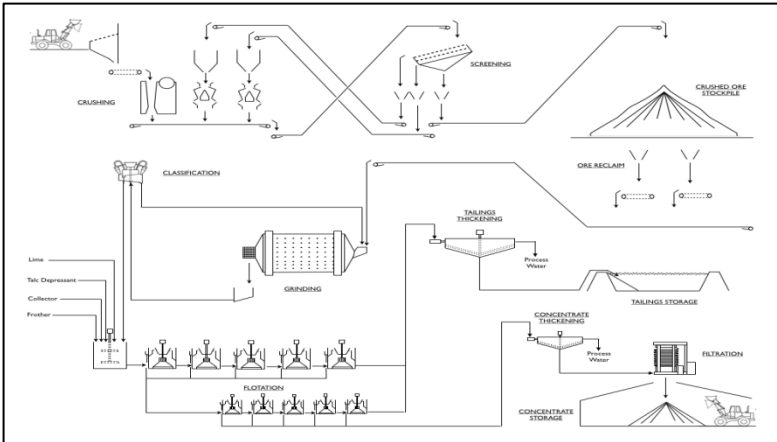 SCREENING
CRUSHING
CRUSHED ORE
STOCKPILE
ORE RECLAIM
CLASSIFICATION
TAILINGS
THICKENING
Process
Water
Lime
Talc Depressant
Collector
Frother
GRINDING
TAILINGS STORAGE
CONCENTRATE
THICKENING
Process
Water
FILTRATION
FLOTATION
CONCENTRATE
STORAGE